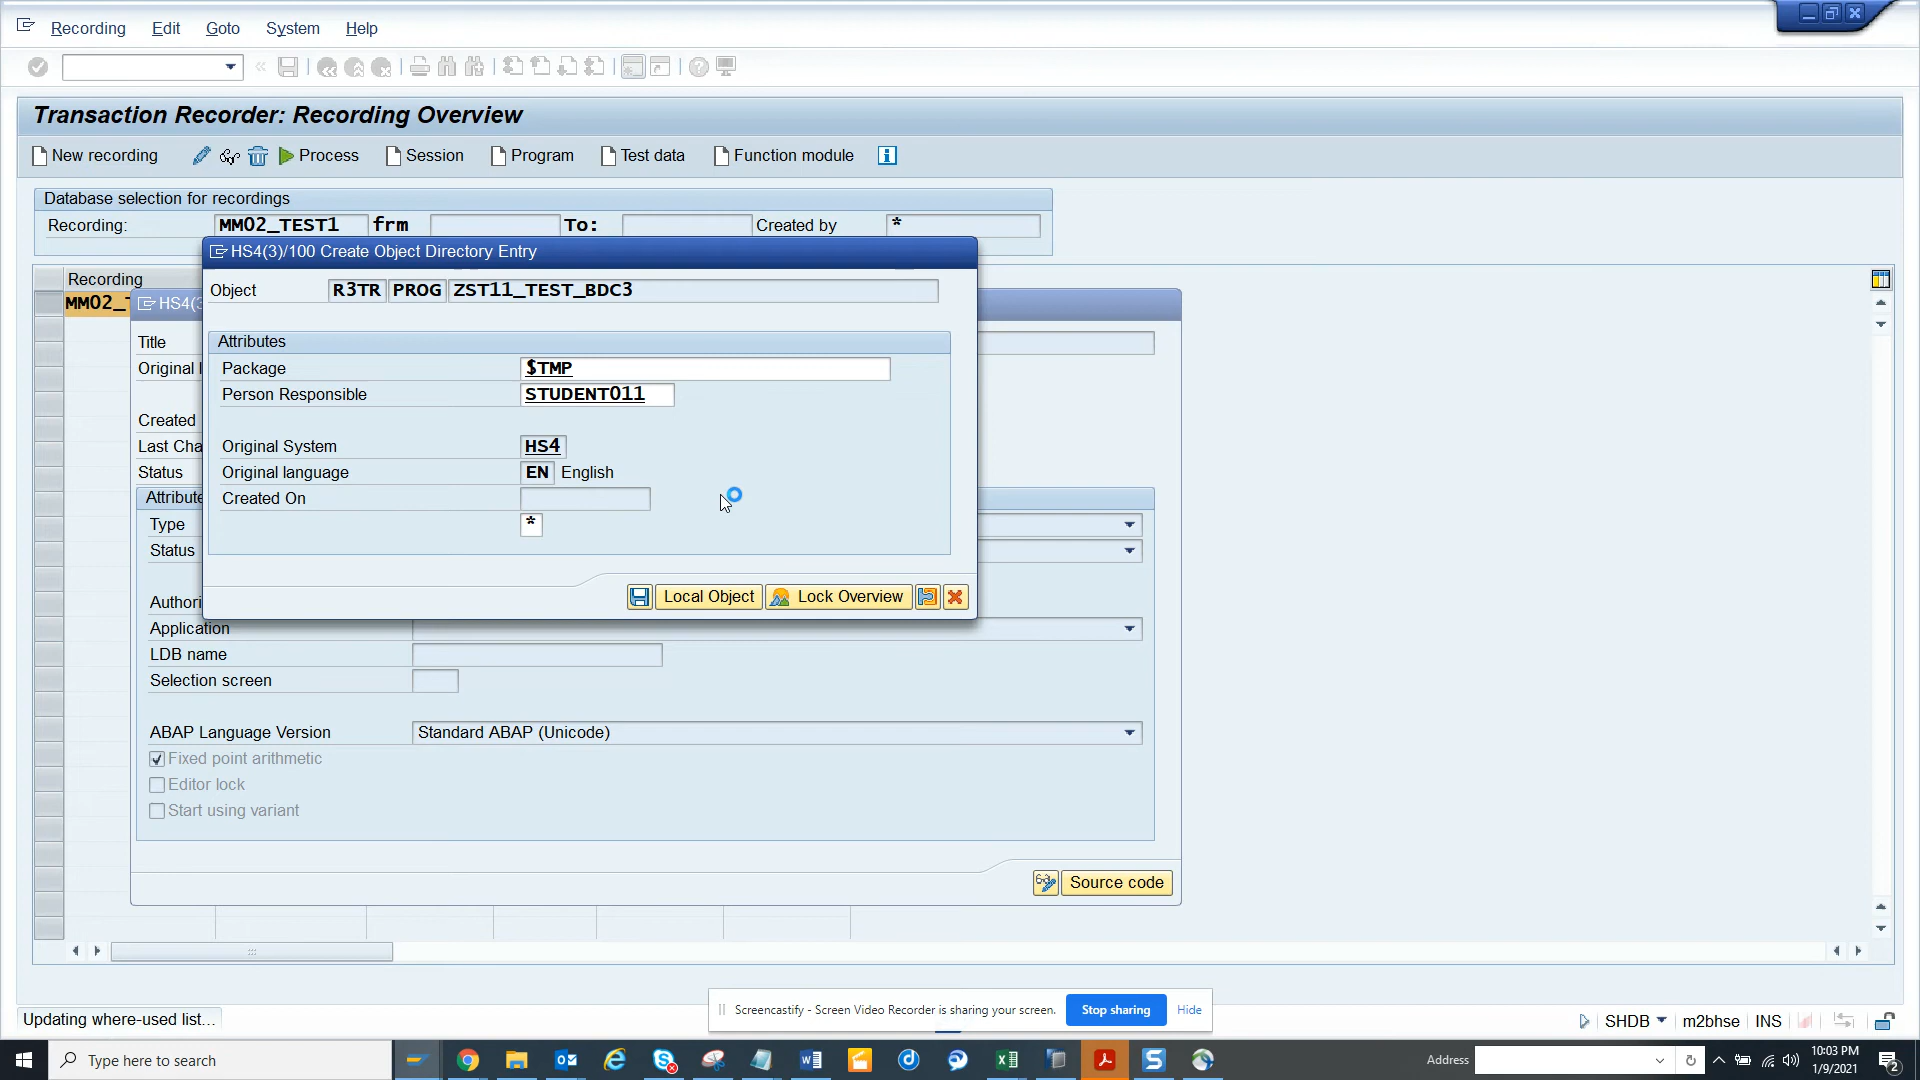 Recording Edit Goto System Help
Transaction Recorder: Recording Overview
New recording Process Session Program Test data Function module
Database selection for recordings
Recording: MM02_TEST1 frm To: Created by *
HS4(3)/100 Create Object Directory Entry
Recording
Object R3TR PROG ZST11_TEST_BDC3
MM02_ HS4(3
Title
Attributes
Original
Package $TMP
Person Responsible STUDENT011
Created
Last Cha
Original System HS4
Status
Original language EN English
Attribute
Created On
Type
*
Status
Authori
Local Object Lock Overview
Application
LDB name
Selection screen
ABAP Language Version Standard ABAP (Unicode)
Fixed point arithmetic
Editor lock
Start using variant
Source code
Screencastify - Screen Video Recorder is sharing your screen. Stop sharing Hide
Updating where-used list...
SHDB m2bhse INS
Type here to search
Address
10:03 PM
1/9/2021
2